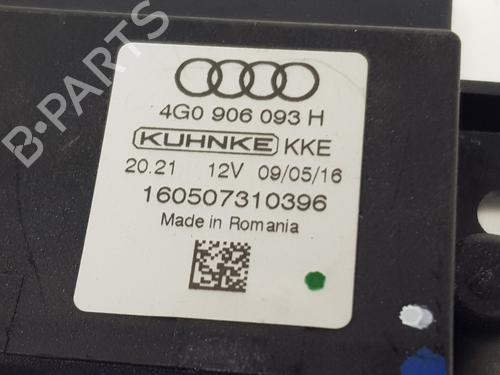 4G0 906 093 H
KUHNKE KKE
20.21 12V 09/05/16
160507310396
Made in Romania
B-PARTS